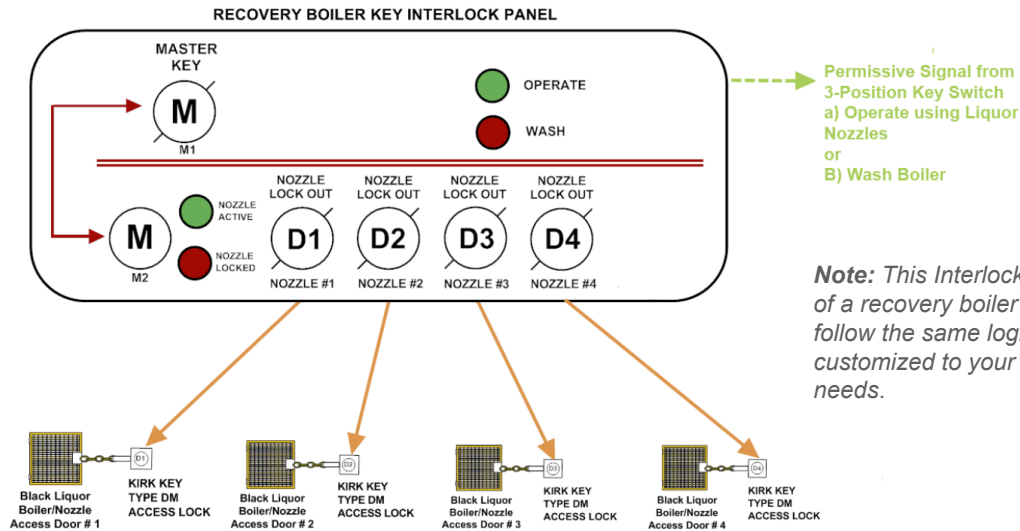 RECOVERY BOILER KEY INTERLOCK PANEL
MASTER
KEY
M
M1
OPERATE
WASH
Permissive Signal from
3-Position Key Switch
a) Operate using Liquor
Nozzles
or
B) Wash Boiler
M
M2
NOZZLE
ACTIVE
NOZZLE
LOCKED
NOZZLE
LOCK OUT
D1
NOZZLE #1
NOZZLE
LOCK OUT
D2
NOZZLE #2
NOZZLE
LOCK OUT
D3
NOZZLE #3
NOZZLE
LOCK OUT
D4
NOZZLE #4
Note: This Interlock
of a recovery boiler
follow the same log
customized to your
needs.
D1
Black Liquor
Boiler/Nozzle
Access Door # 1
KIRK KEY
TYPE DM
ACCESS LOCK
D2
Black Liquor
Boiler/Nozzle
Access Door # 2
KIRK KEY
TYPE DM
ACCESS LOCK
D3
Black Liquor
Boiler/Nozzle
Access Door # 3
KIRK KEY
TYPE DM
ACCESS LOCK
D4
Black Liquor
Boiler/Nozzle
Access Door # 4
KIRK KEY
TYPE DM
ACCESS LOCK